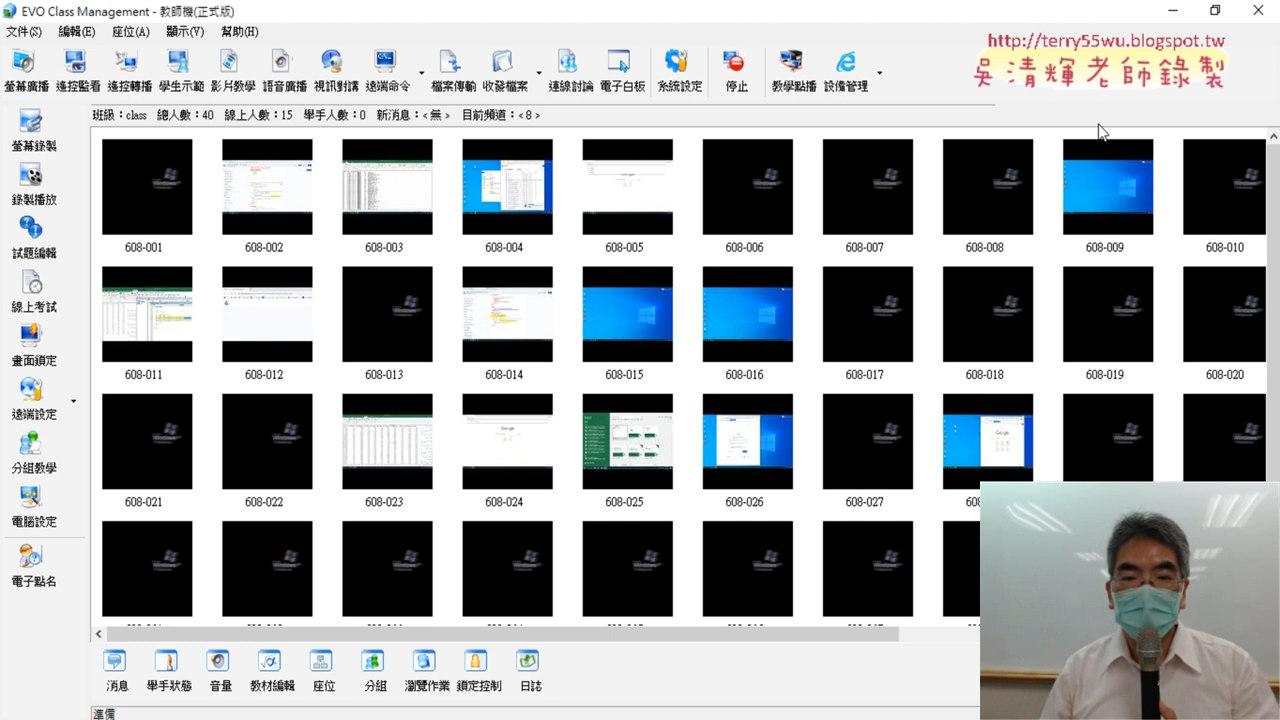 EVO Class Management - 教師機(正式版)
文件(S) 編輯(E) 座位(A) 顯示(V) 幫助(H)
http://terry55wu.blogspot.tw
吳清輝老師錄製
螢幕廣播 遙控監看 遙控轉播 學生示範 影片教學 語音廣播 視訊對講 遠端命令 檔案傳輸 收發檔案 連線討論 電子白板 系統設定 停止 教學點播 設備管理
班級：class 總人數：40 線上人數：15 舉手人數：0 新消息：<無> 目前頻道：<8>
螢幕錄製
錄製播放
試題編輯
線上考試
畫面鎖定
遠端設定
分組教學
電腦設定
電子點名
608-001 608-002 608-003 608-004 608-005 608-006 608-007 608-008 608-009 608-010
608-011 608-012 608-013 608-014 608-015 608-016 608-017 608-018 608-019 608-020
608-021 608-022 608-023 608-024 608-025 608-026 608-027 608
消息 舉手狀態 音量 教材編輯 座位 分組 瀏覽作業 鎖定控制 日誌
準備